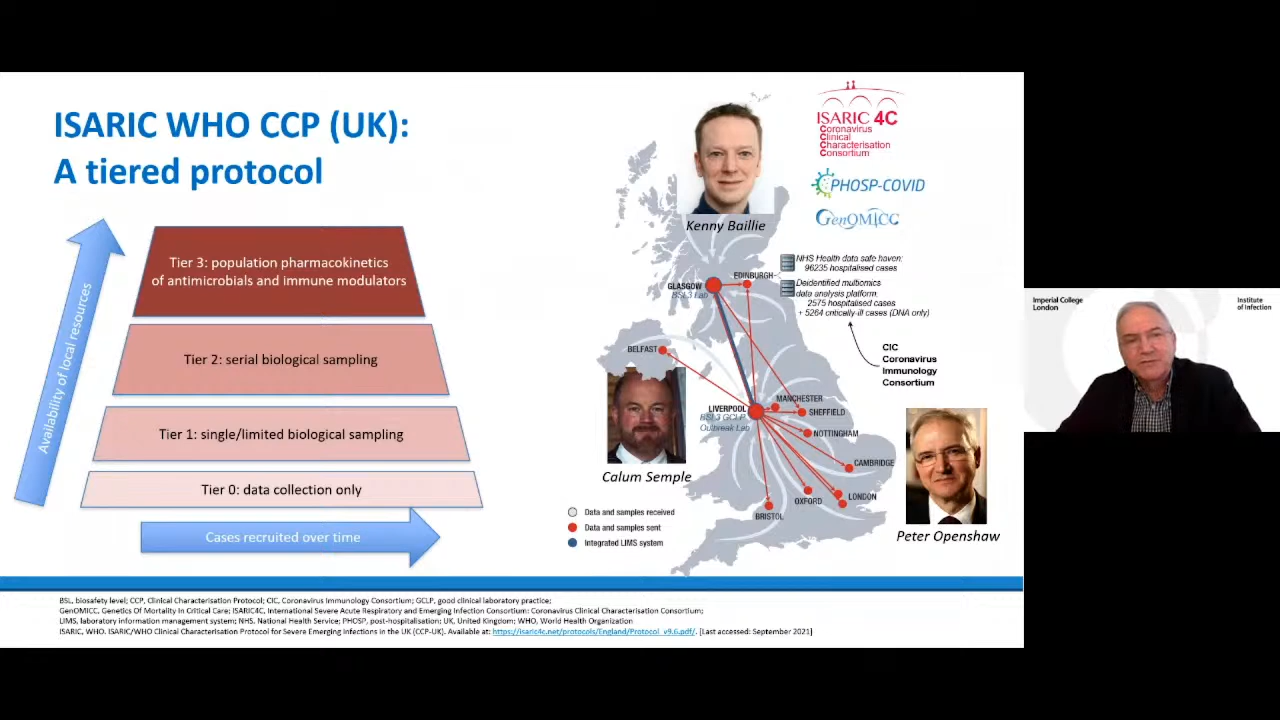 ISARIC WHO CCP (UK):
A tiered protocol
Availability of local resources
Tier 3: population pharmacokinetics
of antimicrobials and immune modulators
Tier 2: serial biological sampling
Tier 1: single/limited biological sampling
Tier 0: data collection only
Cases recruited over time
Kenny Baillie
ISARIC 4C
Coronavirus
Clinical
Characterisation
Consortium
PHOSP-COVID
GenOMICC
NHS Health data safe haven:
96235 hospitalised cases
Deidentified multiomics
data analysis platform:
2575 hospitalised cases
+ 5264 critically-ill cases (DNA only)
EDINBURGH
GLASGOW
BSL3 Lab
BELFAST
CIC
Coronavirus
Immunology
Consortium
MANCHESTER
LIVERPOOL
SHEFFIELD
BSL3 GCLP
Outbreak Lab
NOTTINGHAM
CAMBRIDGE
Calum Semple
OXFORD
LONDON
BRISTOL
Peter Openshaw
Data and samples received
Data and samples sent
Integrated LIMS system
BSL, biosafety level; CCP, Clinical Characterisation Protocol; CIC, Coronavirus Immunology Consortium; GCLP, good clinical laboratory practice;
GenOMICC, Genetics Of Mortality In Critical Care; ISARIC4C, International Severe Acute Respiratory and Emerging Infection Consortium: Coronavirus Clinical Characterisation Consortium;
LIMS, laboratory information management system; NHS, National Health Service; PHOSP, post-hospitalisation; UK, United Kingdom; WHO, World Health Organization
ISARIC, WHO. ISARIC/WHO Clinical Characterisation Protocol for Severe Emerging Infections in the UK (CCP-UK). Available at: https://isaric4c.net/protocols/England/Protocol_v9.6.pdf/. [Last accessed: September 2021]
Imperial College
London
Institute
of Infection